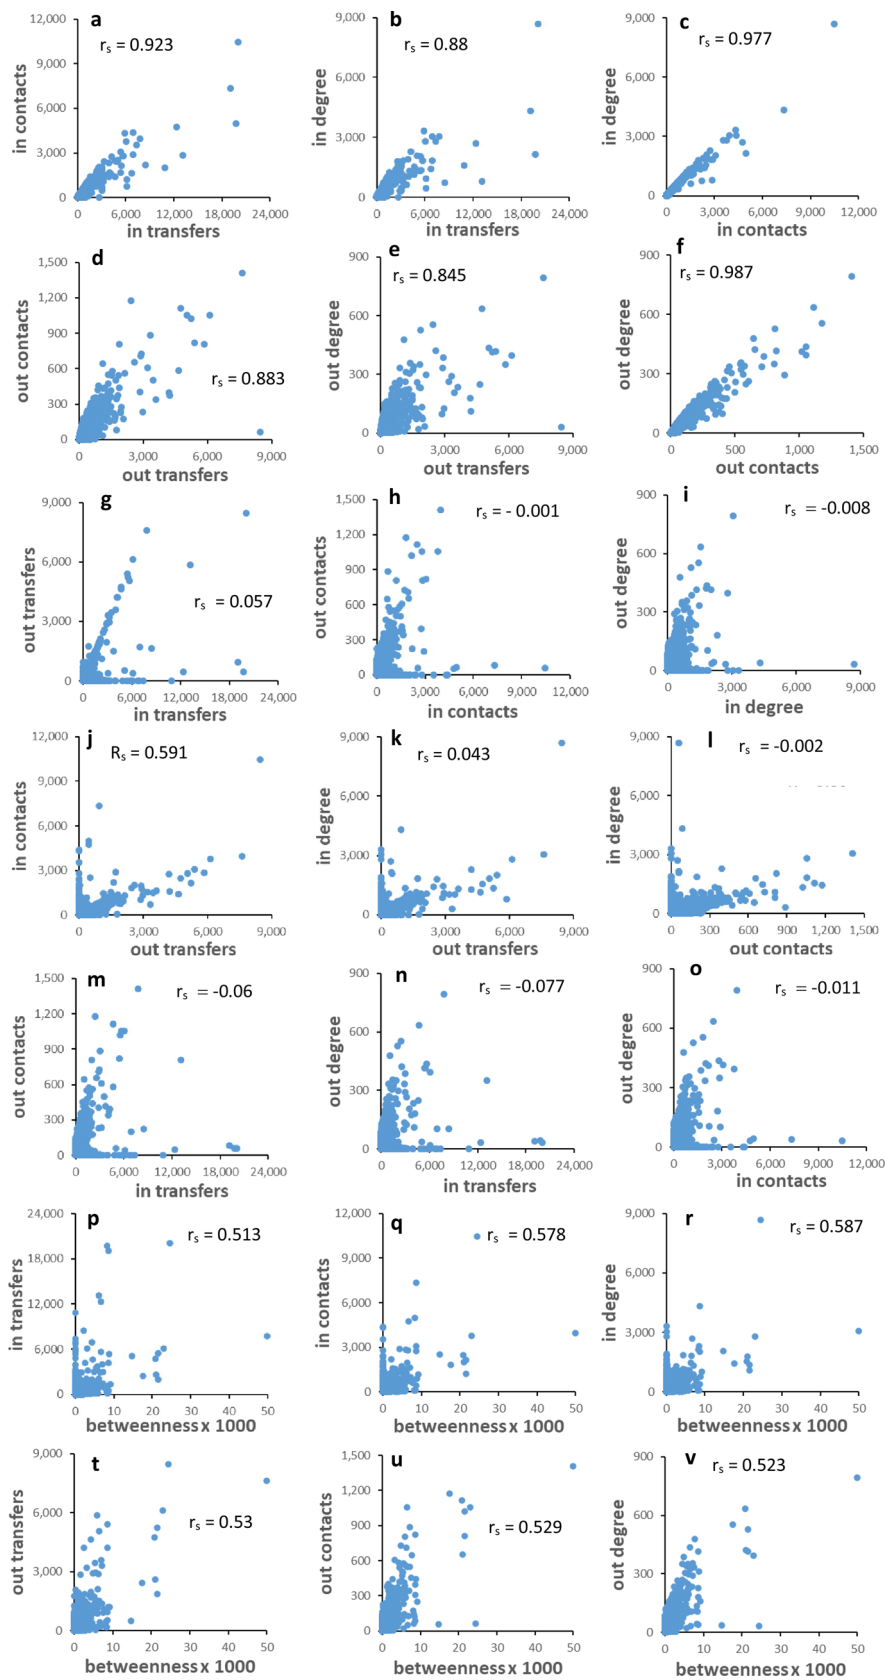 a
r_s = 0.923
in contacts
12,000
9,000
6,000
3,000
0
0 6,000 12,000 18,000 24,000
in transfers
b
r_s = 0.88
in degree
9,000
6,000
3,000
0
0 6,000 12,000 18,000 24,000
in transfers
c
r_s = 0.977
in degree
9,000
6,000
3,000
0
0 3,000 6,000 9,000 12,000
in contacts
d
r_s = 0.883
out contacts
1,500
1,200
900
600
300
0
0 3,000 6,000 9,000
out transfers
e
r_s = 0.845
out degree
900
600
300
0
0 3,000 6,000 9,000
out transfers
f
r_s = 0.987
out degree
900
600
300
0
0 500 1,000 1,500
out contacts
g
r_s = 0.057
out transfers
9,000
6,000
3,000
0
0 6,000 12,000 18,000 24,000
in transfers
h
r_s = - 0.001
out contacts
1,500
1,200
900
600
300
0
0 3,000 6,000 9,000 12,000
in contacts
i
r_s = -0.008
out degree
900
600
300
0
0 3,000 6,000 9,000
in degree
j
R_s = 0.591
in contacts
12,000
9,000
6,000
3,000
0
0 3,000 6,000 9,000
out transfers
k
r_s = 0.043
in degree
9,000
6,000
3,000
0
0 3,000 6,000 9,000
out transfers
l
r_s = -0.002
in degree
9,000
6,000
3,000
0
0 300 600 900 1,200 1,500
out contacts
m
r_s = -0.06
out contacts
1,500
1,200
900
600
300
0
0 6,000 12,000 18,000 24,000
in transfers
n
r_s = -0.077
out degree
900
600
300
0
0 6,000 12,000 18,000 24,000
in transfers
o
r_s = -0.011
out degree
900
600
300
0
0 3,000 6,000 9,000 12,000
in contacts
p
r_s = 0.513
in transfers
24,000
18,000
12,000
6,000
0
0 10 20 30 40 50
betweenness x 1000
q
r_s = 0.578
in contacts
12,000
9,000
6,000
3,000
0
0 10 20 30 40 50
betweenness x 1000
r
r_s = 0.587
in degree
9,000
6,000
3,000
0
0 10 20 30 40 50
betweenness x 1000
t
r_s = 0.53
out transfers
9,000
6,000
3,000
0
0 10 20 30 40 50
betweenness x 1000
u
r_s = 0.529
out contacts
1,500
1,200
900
600
300
0
0 10 20 30 40 50
betweenness x 1000
v
r_s = 0.523
out degree
900
600
300
0
0 10 20 30 40 50
betweenness x 1000